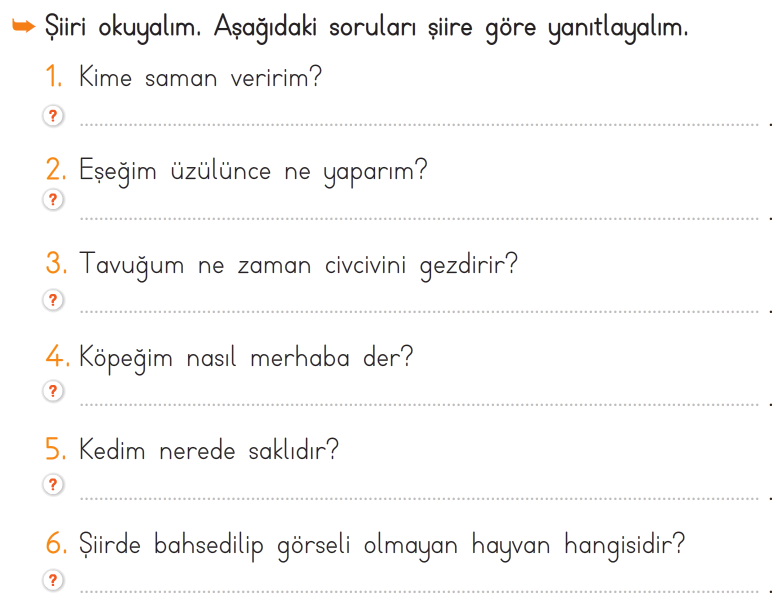 Şiiri okuyalım. Aşağıdaki soruları şiire göre yanıtlayalım.
1. Kime saman veririm?
?
.
2. Eşeğim üzülünce ne yaparım?
?
.
3. Tavuğum ne zaman civcivini gezdirir?
?
.
4. Köpeğim nasıl merhaba der?
?
.
5. Kedim nerede saklıdır?
?
.
6. Şiirde bahsedilip görseli olmayan hayvan hangisidir?
?
.